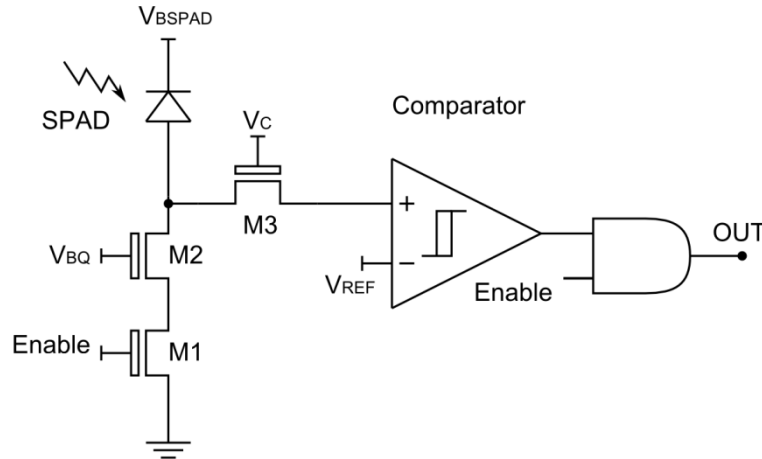 VBSPAD
SPAD
Comparator
VC
M3
+
VBQ
M2
VREF
−
OUT
Enable
Enable
M1